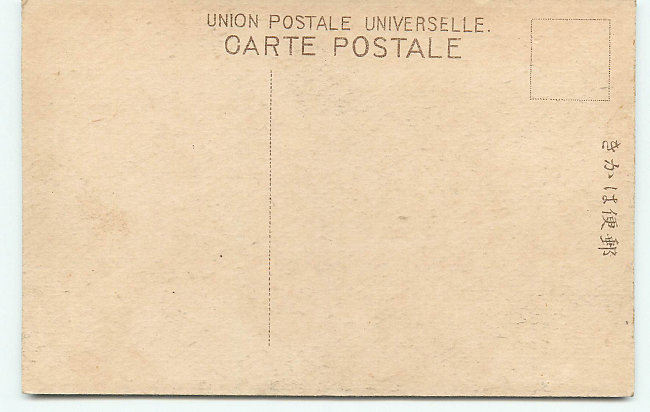 UNION POSTALE UNIVERSELLE.
CARTE POSTALE
きかは便郵